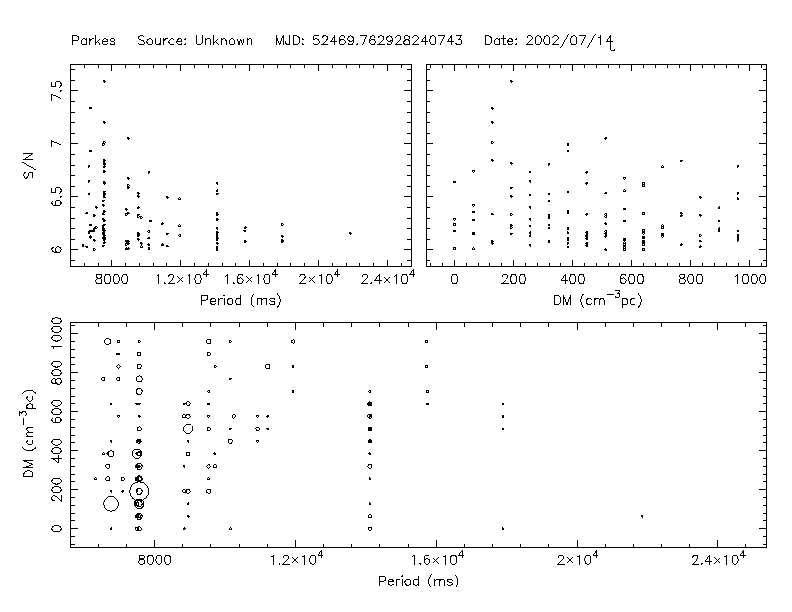 Parkes Source: Unknown MJD: 52469.762928240743 Date: 2002/07/14
7.5
7
6.5
6
S/N
8000 1.2×10⁴ 1.6×10⁴ 2×10⁴ 2.4×10⁴
Period (ms)
0 200 400 600 800 1000
DM (cm⁻³pc)
1000
800
600
400
200
0
DM (cm⁻³pc)
8000 1.2×10⁴ 1.6×10⁴ 2×10⁴ 2.4×10⁴
Period (ms)